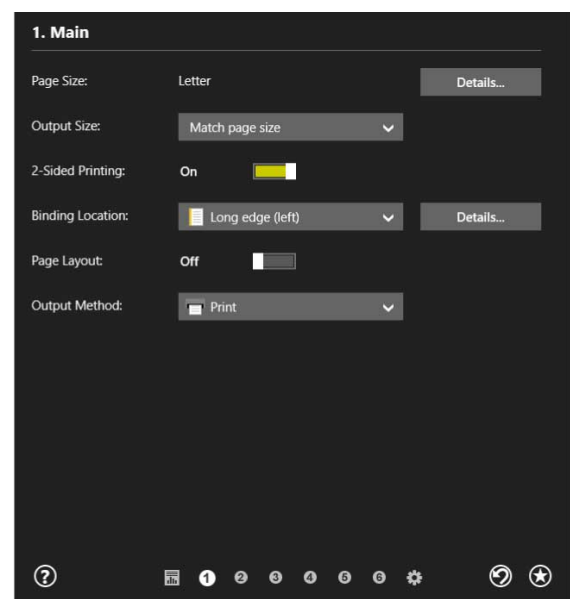 1. Main
Page Size: Letter Details...
Output Size: Match page size
2-Sided Printing: On
Binding Location: Long edge (left) Details...
Page Layout: Off
Output Method: Print
? 1 2 3 4 5 6